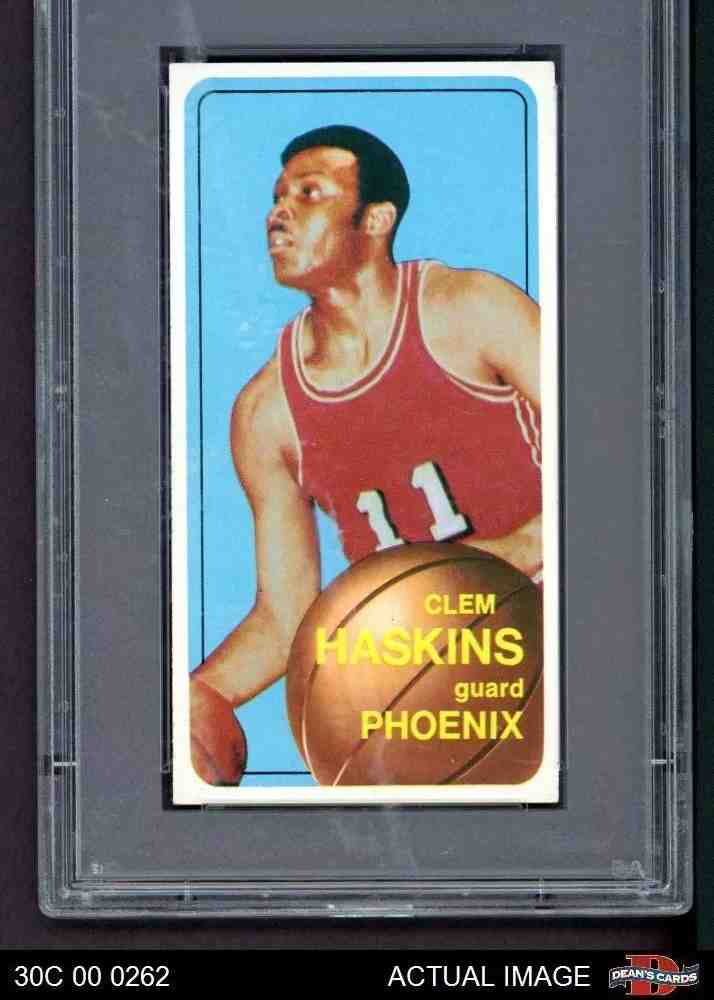 11
CLEM
HASKINS
guard
PHOENIX
30C 00 0262
ACTUAL IMAGE
DEAN'S CARDS